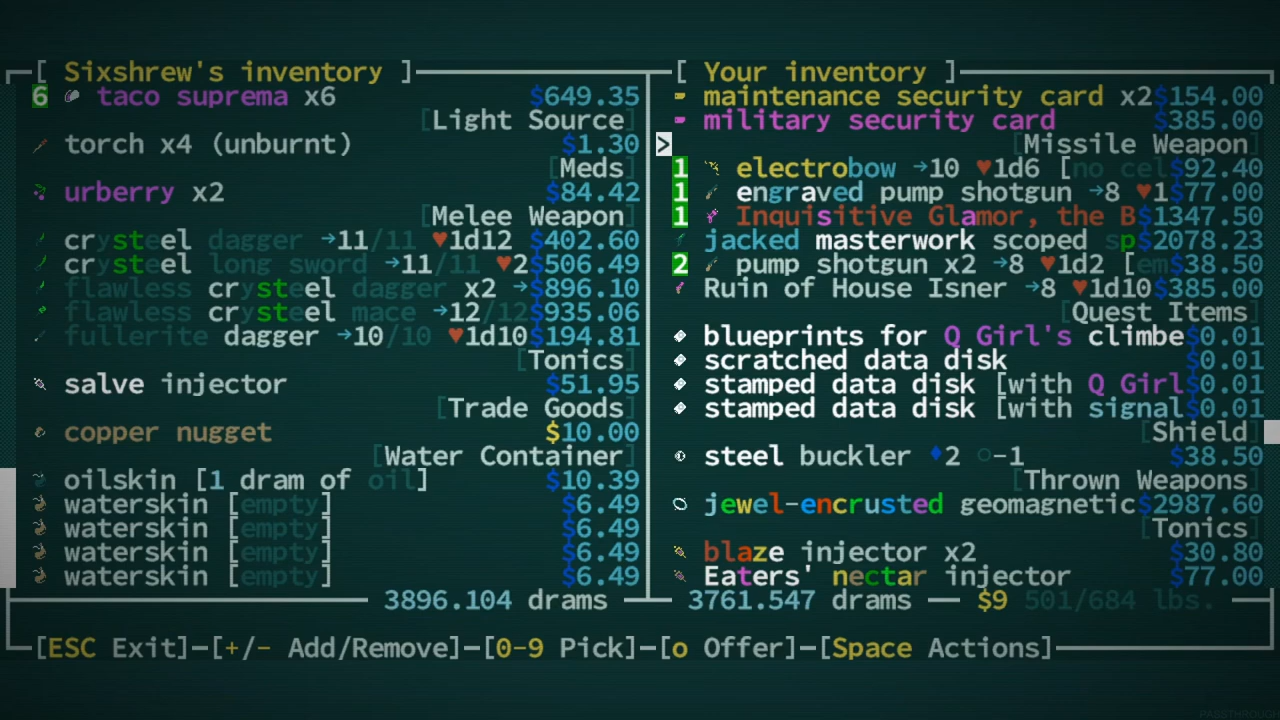 [ Sixshrew's inventory ]
6 taco suprema x6 $649.35
[Light Source]
torch x4 (unburnt) $1.30
[Meds]
urberry x2 $84.42
[Melee Weapon]
crysteel dagger →11/11 ♥1d12 $402.60
crysteel long sword →11/11 ♥2 $506.49
flawless crysteel dagger x2 → $896.10
flawless crysteel mace →12/12 $935.06
fullerite dagger →10/10 ♥1d10 $194.81
[Tonics]
salve injector $51.95
[Trade Goods]
copper nugget $10.00
[Water Container]
oilskin [1 dram of oil] $10.39
waterskin [empty] $6.49
waterskin [empty] $6.49
waterskin [empty] $6.49
waterskin [empty] $6.49
3896.104 drams
[ Your inventory ]
maintenance security card x2 $154.00
military security card $385.00
> [Missile Weapon]
1 electrobow →10 ♥1d6 [no cel $92.40
1 engraved pump shotgun →8 ♥1 $77.00
1 Inquisitive Glamor, the B $1347.50
jacked masterwork scoped sp $2078.23
2 pump shotgun x2 →8 ♥1d2 [em $38.50
Ruin of House Isner →8 ♥1d10 $385.00
[Quest Items]
blueprints for Q Girl's climbe $0.01
scratched data disk $0.01
stamped data disk [with Q Girl $0.01
stamped data disk [with signal $0.01
[Shield]
steel buckler ♦2 ○-1 $38.50
[Thrown Weapons]
jewel-encrusted geomagnetic $2987.60
[Tonics]
blaze injector x2 $30.80
Eaters' nectar injector $77.00
3761.547 drams — $9 501/684 lbs.
[ESC Exit]—[+/- Add/Remove]—[0-9 Pick]—[o Offer]—[Space Actions]